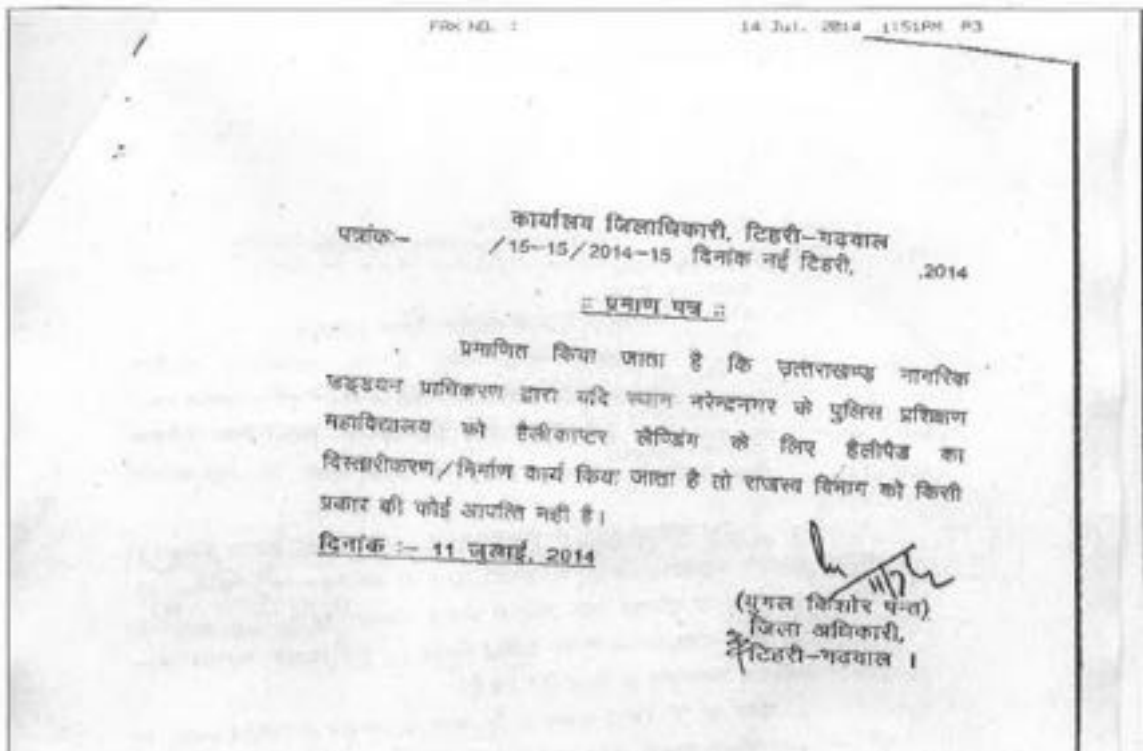 FAX NO. : 14 Jul. 2014 1:51PM P3
कार्यालय जिलाधिकारी, टिहरी-गढ़वाल
पत्रांक:- /15-15/2014-15 दिनांक नई टिहरी, ,2014
:: प्रमाण पत्र ::
प्रमाणित किया जाता है कि उत्तराखण्ड नागरिक
उड्डयन प्राधिकरण द्वारा यदि स्थान नरेन्द्रनगर के पुलिस प्रशिक्षण
महाविद्यालय को हैलीकाप्टर लैण्डिंग के लिए हैलीपैड का
विस्तारीकरण/निर्माण कार्य किया जाता है तो राजस्व विभाग को किसी
प्रकार की कोई आपत्ति नही है।
दिनांक :- 11 जुलाई, 2014
(युगल किशोर पन्त)
जिला अधिकारी,
टिहरी-गढ़वाल ।